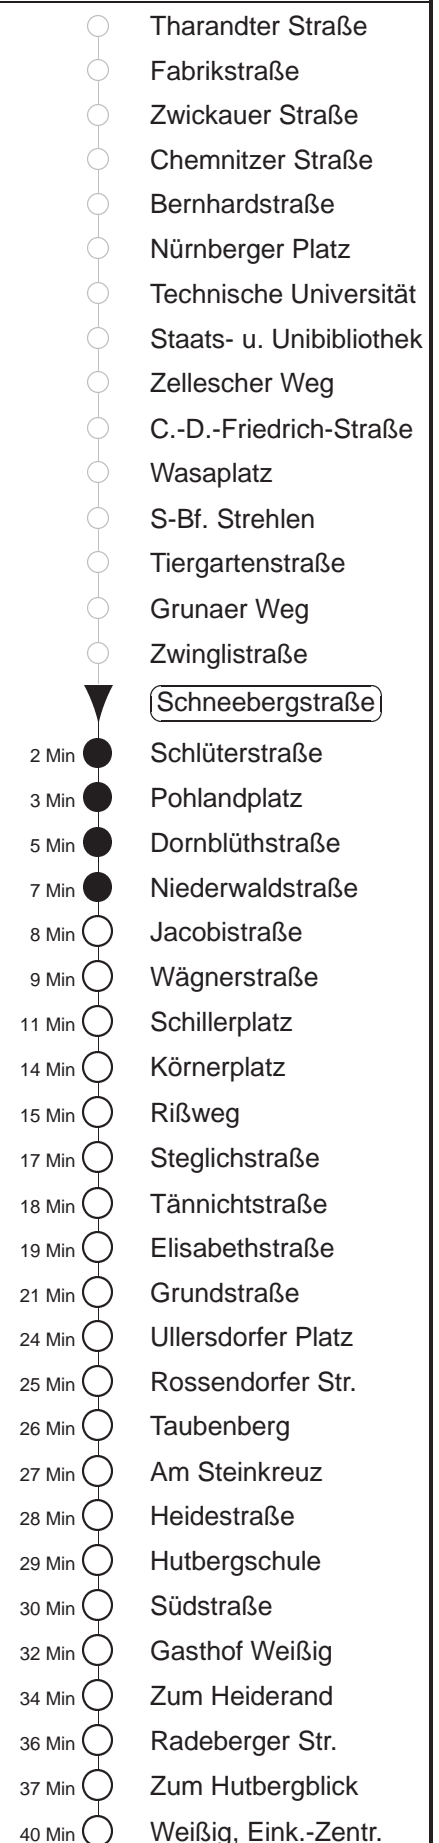 Tharandter Straße
Fabrikstraße
Zwickauer Straße
Chemnitzer Straße
Bernhardstraße
Nürnberger Platz
Technische Universität
Staats- u. Unibibliothek
Zellescher Weg
C.-D.-Friedrich-Straße
Wasaplatz
S-Bf. Strehlen
Tiergartenstraße
Grunaer Weg
Zwinglistraße
Schneebergstraße
2 Min Schlüterstraße
3 Min Pohlandplatz
5 Min Dornblüthstraße
7 Min Niederwaldstraße
8 Min Jacobistraße
9 Min Wägnerstraße
11 Min Schillerplatz
14 Min Körnerplatz
15 Min Rißweg
17 Min Steglichstraße
18 Min Tännichtstraße
19 Min Elisabethstraße
21 Min Grundstraße
24 Min Ullersdorfer Platz
25 Min Rossendorfer Str.
26 Min Taubenberg
27 Min Am Steinkreuz
28 Min Heidestraße
29 Min Hutbergschule
30 Min Südstraße
32 Min Gasthof Weißig
34 Min Zum Heiderand
36 Min Radeberger Str.
37 Min Zum Hutbergblick
40 Min Weißig, Eink.-Zentr.